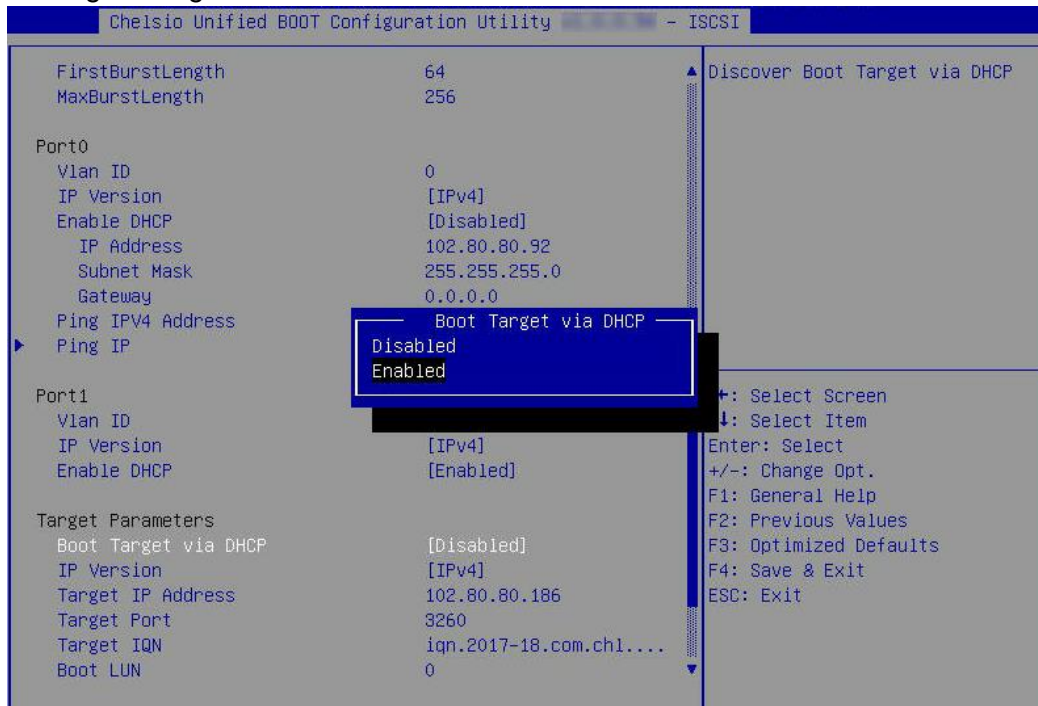 Chelsio Unified BOOT Configuration Utility - ISCSI
FirstBurstLength 64
MaxBurstLength 256
Port0
Vlan ID 0
IP Version [IPv4]
Enable DHCP [Disabled]
IP Address 102.80.80.92
Subnet Mask 255.255.255.0
Gateway 0.0.0.0
Ping IPV4 Address
Ping IP
Port1
Vlan ID
IP Version [IPv4]
Enable DHCP [Enabled]
Target Parameters
Boot Target via DHCP [Disabled]
IP Version [IPv4]
Target IP Address 102.80.80.186
Target Port 3260
Target IQN iqn.2017-18.com.chl....
Boot LUN 0
Boot Target via DHCP
Disabled
Enabled
Discover Boot Target via DHCP
: Select Screen
: Select Item
Enter: Select
+/-: Change Opt.
F1: General Help
F2: Previous Values
F3: Optimized Defaults
F4: Save & Exit
ESC: Exit